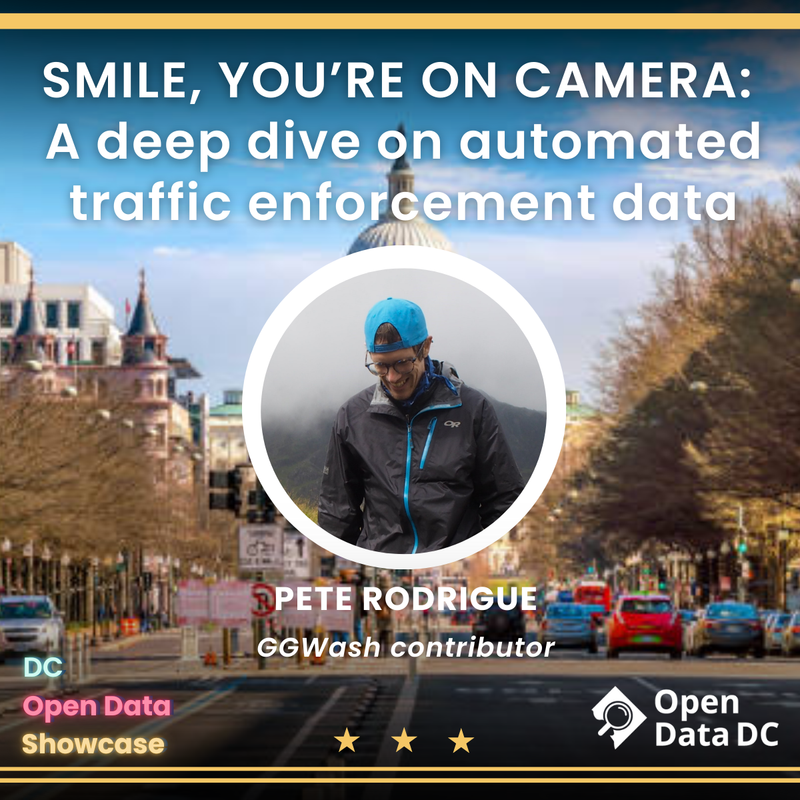 SMILE, YOU’RE ON CAMERA:
A deep dive on automated
traffic enforcement data
OR
PETE RODRIGUE
GGWash contributor
DC
Open Data
Showcase
Open
Data DC